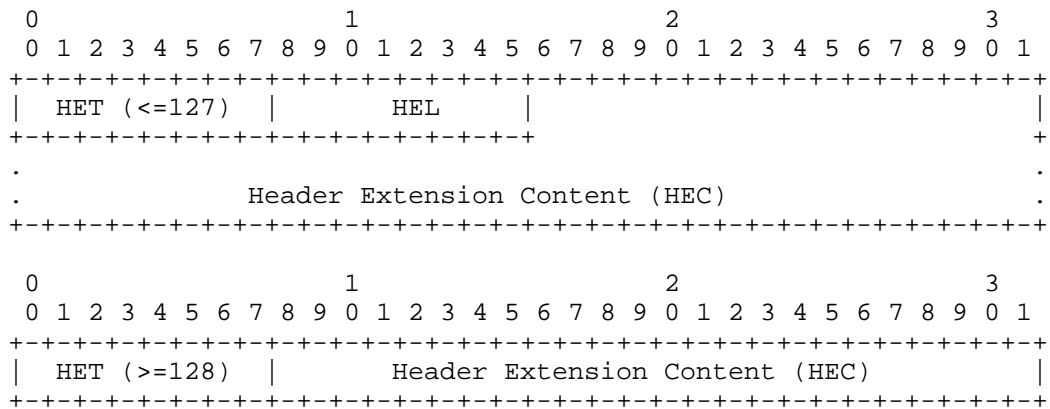 0                   1                   2                   3
 0 1 2 3 4 5 6 7 8 9 0 1 2 3 4 5 6 7 8 9 0 1 2 3 4 5 6 7 8 9 0 1
+-+-+-+-+-+-+-+-+-+-+-+-+-+-+-+-+-+-+-+-+-+-+-+-+-+-+-+-+-+-+-+-+
|  HET (<=127)  |       HEL     |                               |
+-+-+-+-+-+-+-+-+-+-+-+-+-+-+-+-+                               +
.                                                               .
.              Header Extension Content (HEC)                   .
+-+-+-+-+-+-+-+-+-+-+-+-+-+-+-+-+-+-+-+-+-+-+-+-+-+-+-+-+-+-+-+-+

 0                   1                   2                   3
 0 1 2 3 4 5 6 7 8 9 0 1 2 3 4 5 6 7 8 9 0 1 2 3 4 5 6 7 8 9 0 1
+-+-+-+-+-+-+-+-+-+-+-+-+-+-+-+-+-+-+-+-+-+-+-+-+-+-+-+-+-+-+-+-+
|  HET (>=128)  |       Header Extension Content (HEC)          |
+-+-+-+-+-+-+-+-+-+-+-+-+-+-+-+-+-+-+-+-+-+-+-+-+-+-+-+-+-+-+-+-+